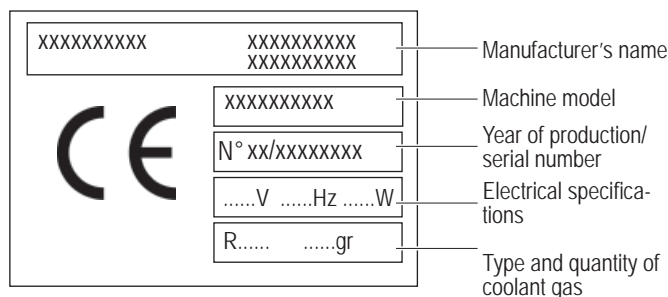 xxxxxxxxxx xxxxxxxxxx
xxxxxxxxxx
Manufacturer's name
CE
xxxxxxxxxx
Machine model
N° xx/xxxxxxxx
Year of production/
serial number
......V ......Hz ......W
Electrical specifica-
tions
R...... ......gr
Type and quantity of
coolant gas